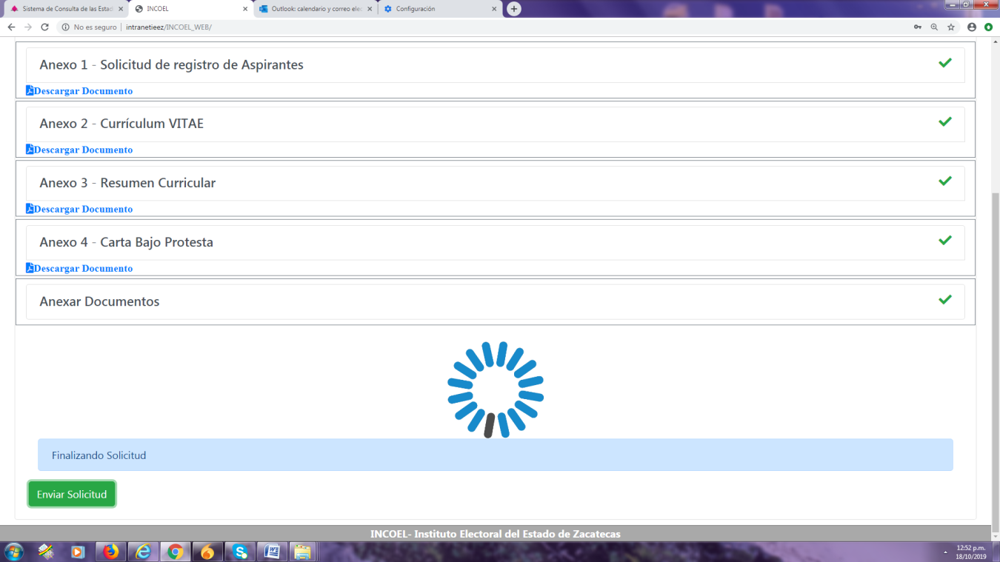 Sistema de Consulta de las Estad
INCOEL
Outlook: calendario y correo elec
Configuración
No es seguro | intranetieez/INCOEL_WEB/
Anexo 1 - Solicitud de registro de Aspirantes
Descargar Documento
Anexo 2 - Currículum VITAE
Descargar Documento
Anexo 3 - Resumen Curricular
Descargar Documento
Anexo 4 - Carta Bajo Protesta
Descargar Documento
Anexar Documentos
Finalizando Solicitud
Enviar Solicitud
INCOEL- Instituto Electoral del Estado de Zacatecas
12:52 p.m.
18/10/2019